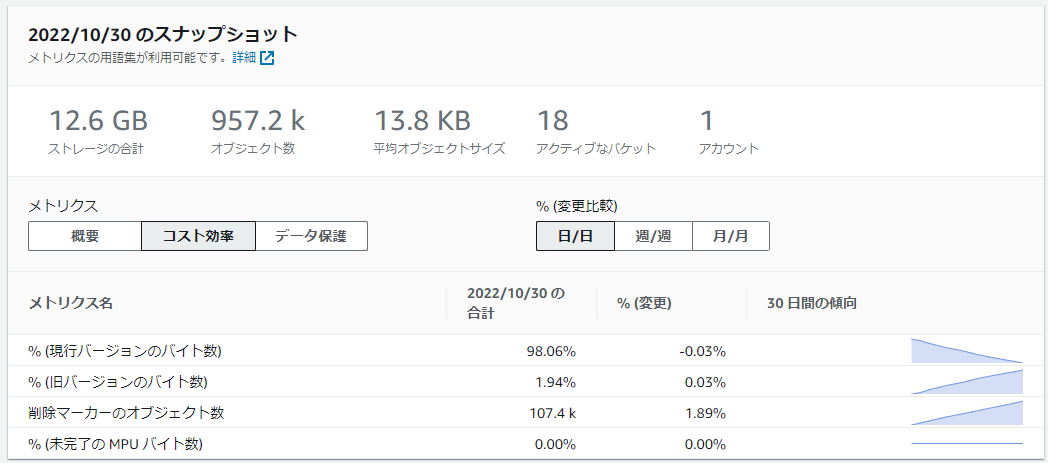 2022/10/30 のスナップショット
メトリクスの用語集が利用可能です。詳細
12.6 GB 957.2 k 13.8 KB 18 1
ストレージの合計 オブジェクト数 平均オブジェクトサイズ アクティブなバケット アカウント
メトリクス % (変更比較)
概要 コスト効率 データ保護 日/日 週/週 月/月
メトリクス名 2022/10/30 の合計 % (変更) 30 日間の傾向
% (現行バージョンのバイト数) 98.06% -0.03%
% (旧バージョンのバイト数) 1.94% 0.03%
削除マーカーのオブジェクト数 107.4 k 1.89%
% (未完了の MPU バイト数) 0.00% 0.00%